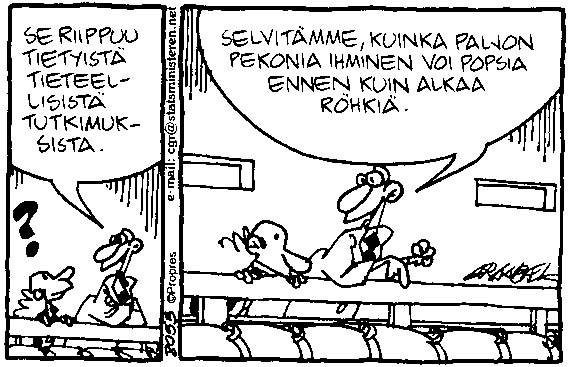 SE RIIPPUU
TIETYISTÄ
TIETEEL-
LISISTÄ
TUTKIMUK-
SISTA.
?
8053 ©Propres e-mail: cgr@statsministeren.net
SELVITÄMME, KUINKA PALJON
PEKONIA IHMINEN VOI POPSIA
ENNEN KUIN ALKAA
RÖHKIÄ.